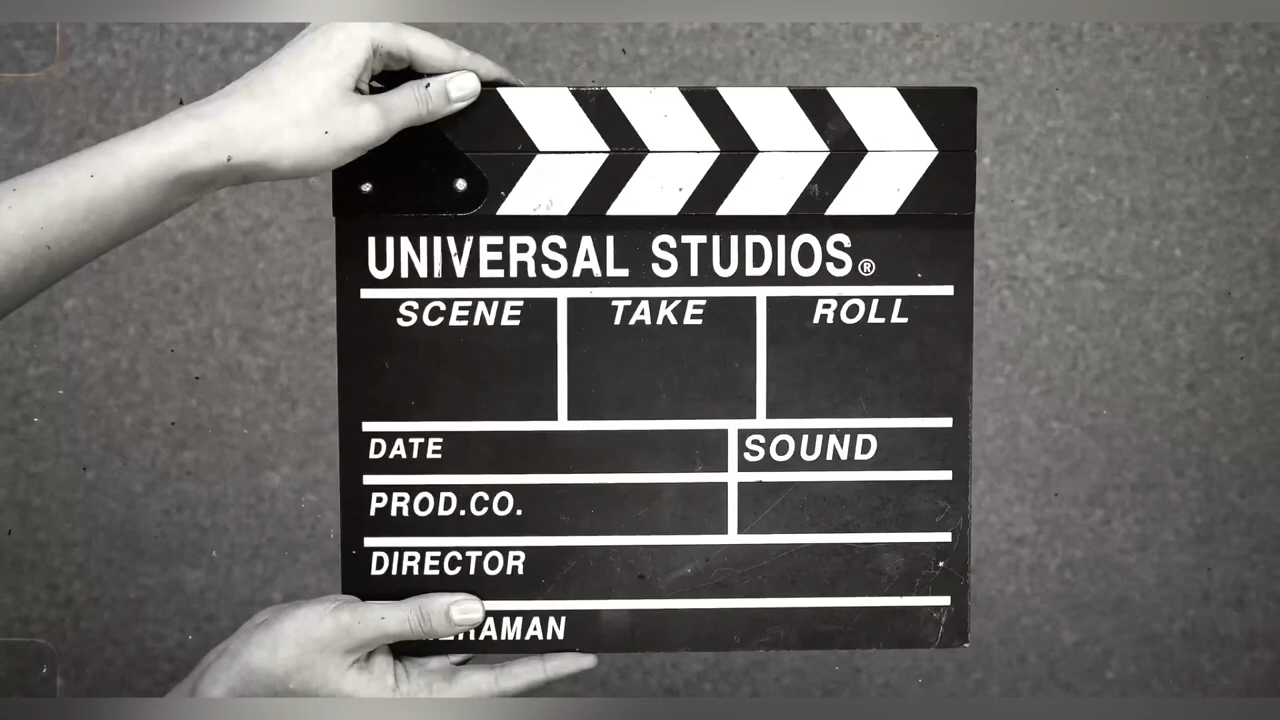 UNIVERSAL STUDIOS®
SCENE TAKE ROLL
DATE SOUND
PROD.CO.
DIRECTOR